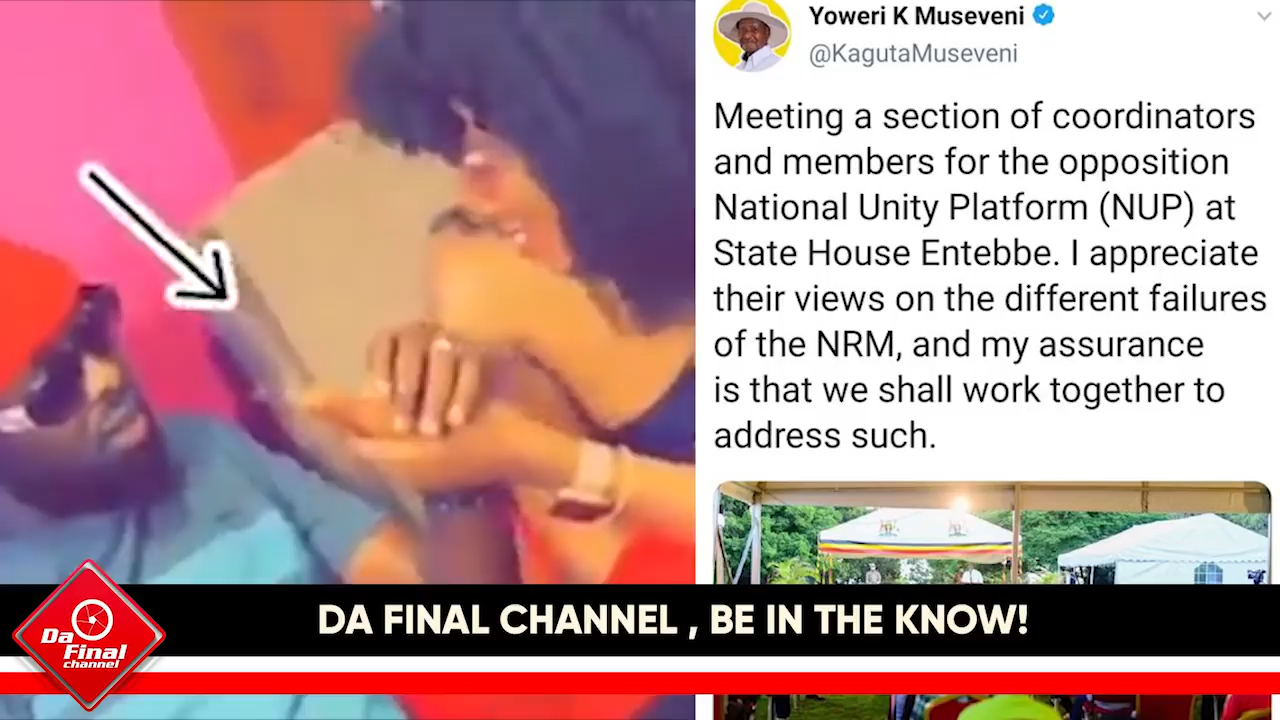 Yoweri K Museveni
@KagutaMuseveni
Meeting a section of coordinators
and members for the opposition
National Unity Platform (NUP) at
State House Entebbe. I appreciate
their views on the different failures
of the NRM, and my assurance
is that we shall work together to
address such.
DA FINAL CHANNEL , BE IN THE KNOW!
Da
Final
channel